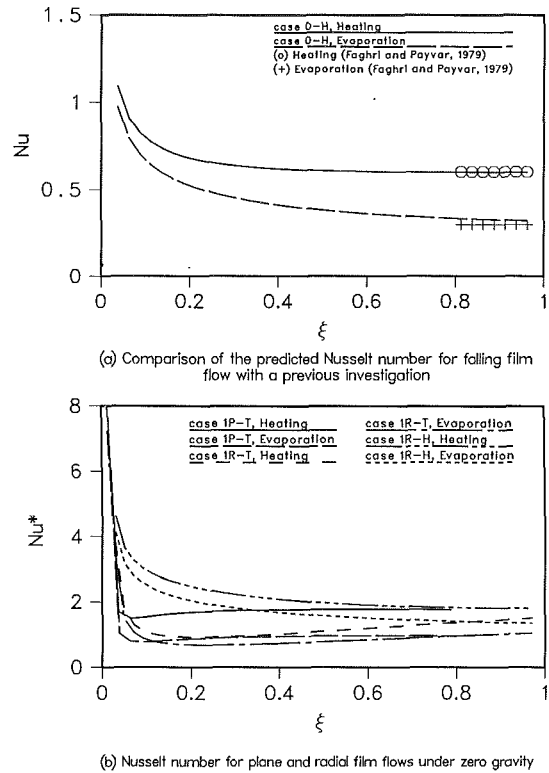 case 0-H, Heating
case 0-H, Evaporation
(o) Heating (Faghri and Payvar, 1979)
(+) Evaporation (Faghri and Payvar, 1979)
1.5
1
0.5
0
Nu
0 0.2 0.4 0.6 0.8 1
ξ
(a) Comparison of the predicted Nusselt number for falling film
flow with a previous investigation
case 1P-T, Heating
case 1P-T, Evaporation
case 1R-T, Heating
case 1R-T, Evaporation
case 1R-H, Heating
case 1R-H, Evaporation
8
6
4
2
0
Nu*
0 0.2 0.4 0.6 0.8 1
ξ
(b) Nusselt number for plane and radial film flows under zero gravity